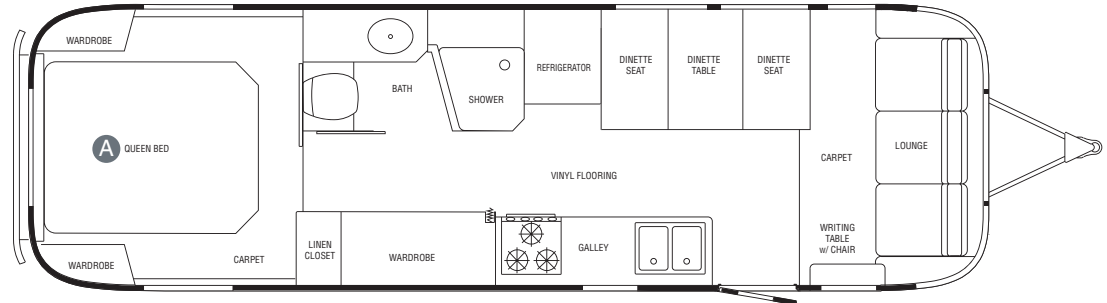 WARDROBE
A
QUEEN BED
WARDROBE
CARPET
BATH
SHOWER
REFRIGERATOR
DINETTE
SEAT
DINETTE
TABLE
DINETTE
SEAT
VINYL FLOORING
CARPET
LOUNGE
LINEN
CLOSET
WARDROBE
GALLEY
WRITING
TABLE
w/ CHAIR